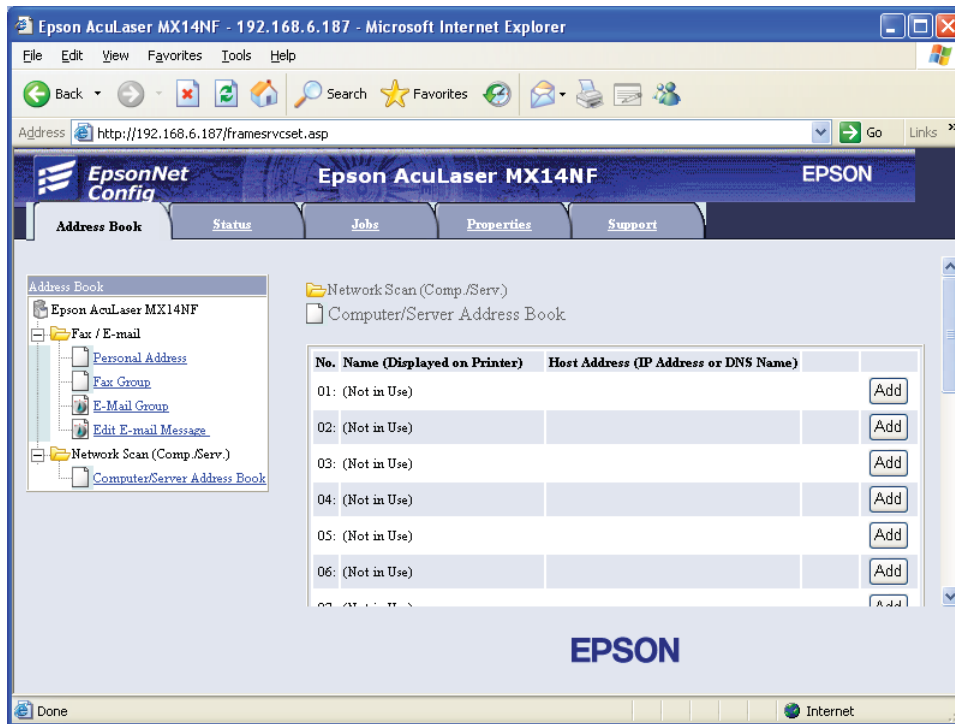 Epson AcuLaser MX14NF - 192.168.6.187 - Microsoft Internet Explorer
File Edit View Favorites Tools Help
Back Search Favorites
Address http://192.168.6.187/framesrvcset.asp Go Links »
EpsonNet Config Epson AcuLaser MX14NF EPSON
Address Book Status Jobs Properties Support
Address Book
Epson AcuLaser MX14NF
Fax / E-mail
Personal Address
Fax Group
E-Mail Group
Edit E-mail Message
Network Scan (Comp./Serv.)
Computer/Server Address Book
Network Scan (Comp./Serv.)
Computer/Server Address Book
No. Name (Displayed on Printer) Host Address (IP Address or DNS Name)
01: (Not in Use) Add
02: (Not in Use) Add
03: (Not in Use) Add
04: (Not in Use) Add
05: (Not in Use) Add
06: (Not in Use) Add
EPSON
Done Internet